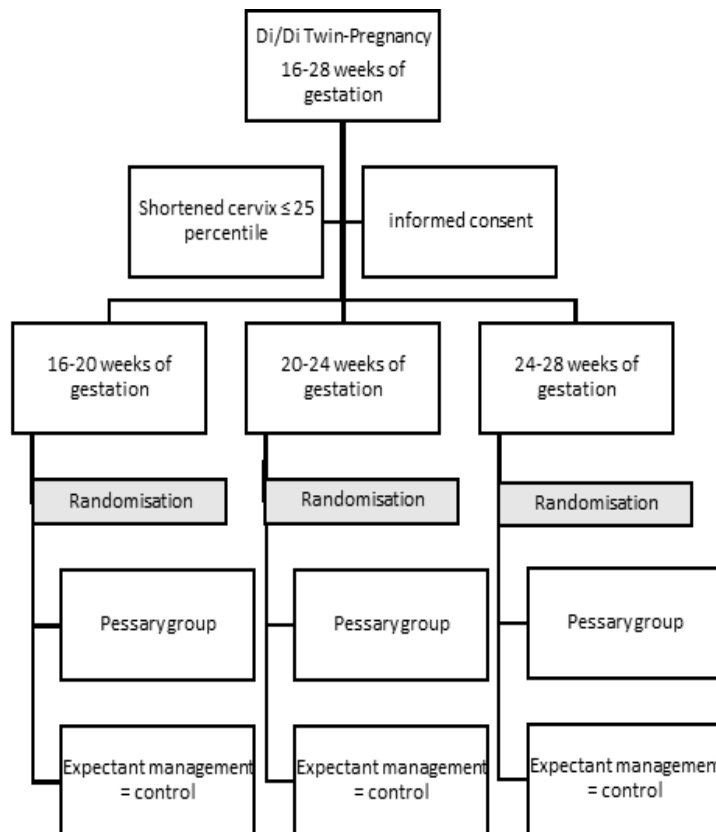 Di/Di Twin-Pregnancy
16-28 weeks of
gestation
Shortened cervix ≤ 25
percentile
informed consent
16-20 weeks of
gestation
20-24 weeks of
gestation
24-28 weeks of
gestation
Randomisation
Randomisation
Randomisation
Pessary group
Pessary group
Pessary group
Expectant management
= control
Expectant management
= control
Expectant management
= control